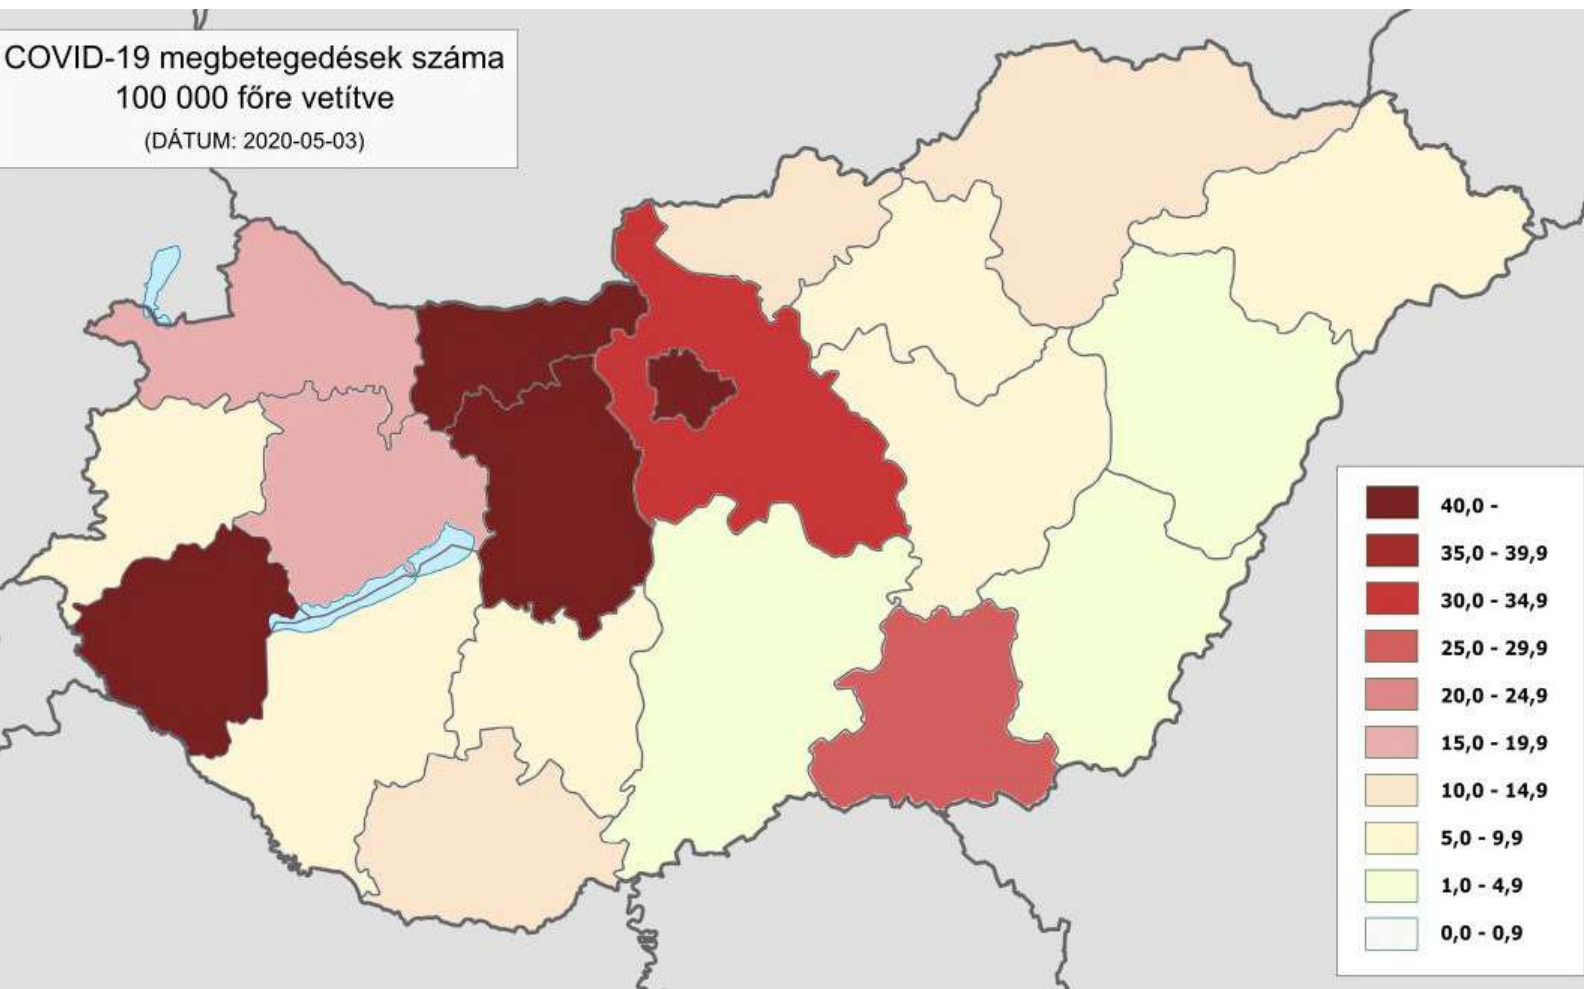 COVID-19 megbetegedések száma
100 000 főre vetítve
(DÁTUM: 2020-05-03)
40,0 -
35,0 - 39,9
30,0 - 34,9
25,0 - 29,9
20,0 - 24,9
15,0 - 19,9
10,0 - 14,9
5,0 - 9,9
1,0 - 4,9
0,0 - 0,9